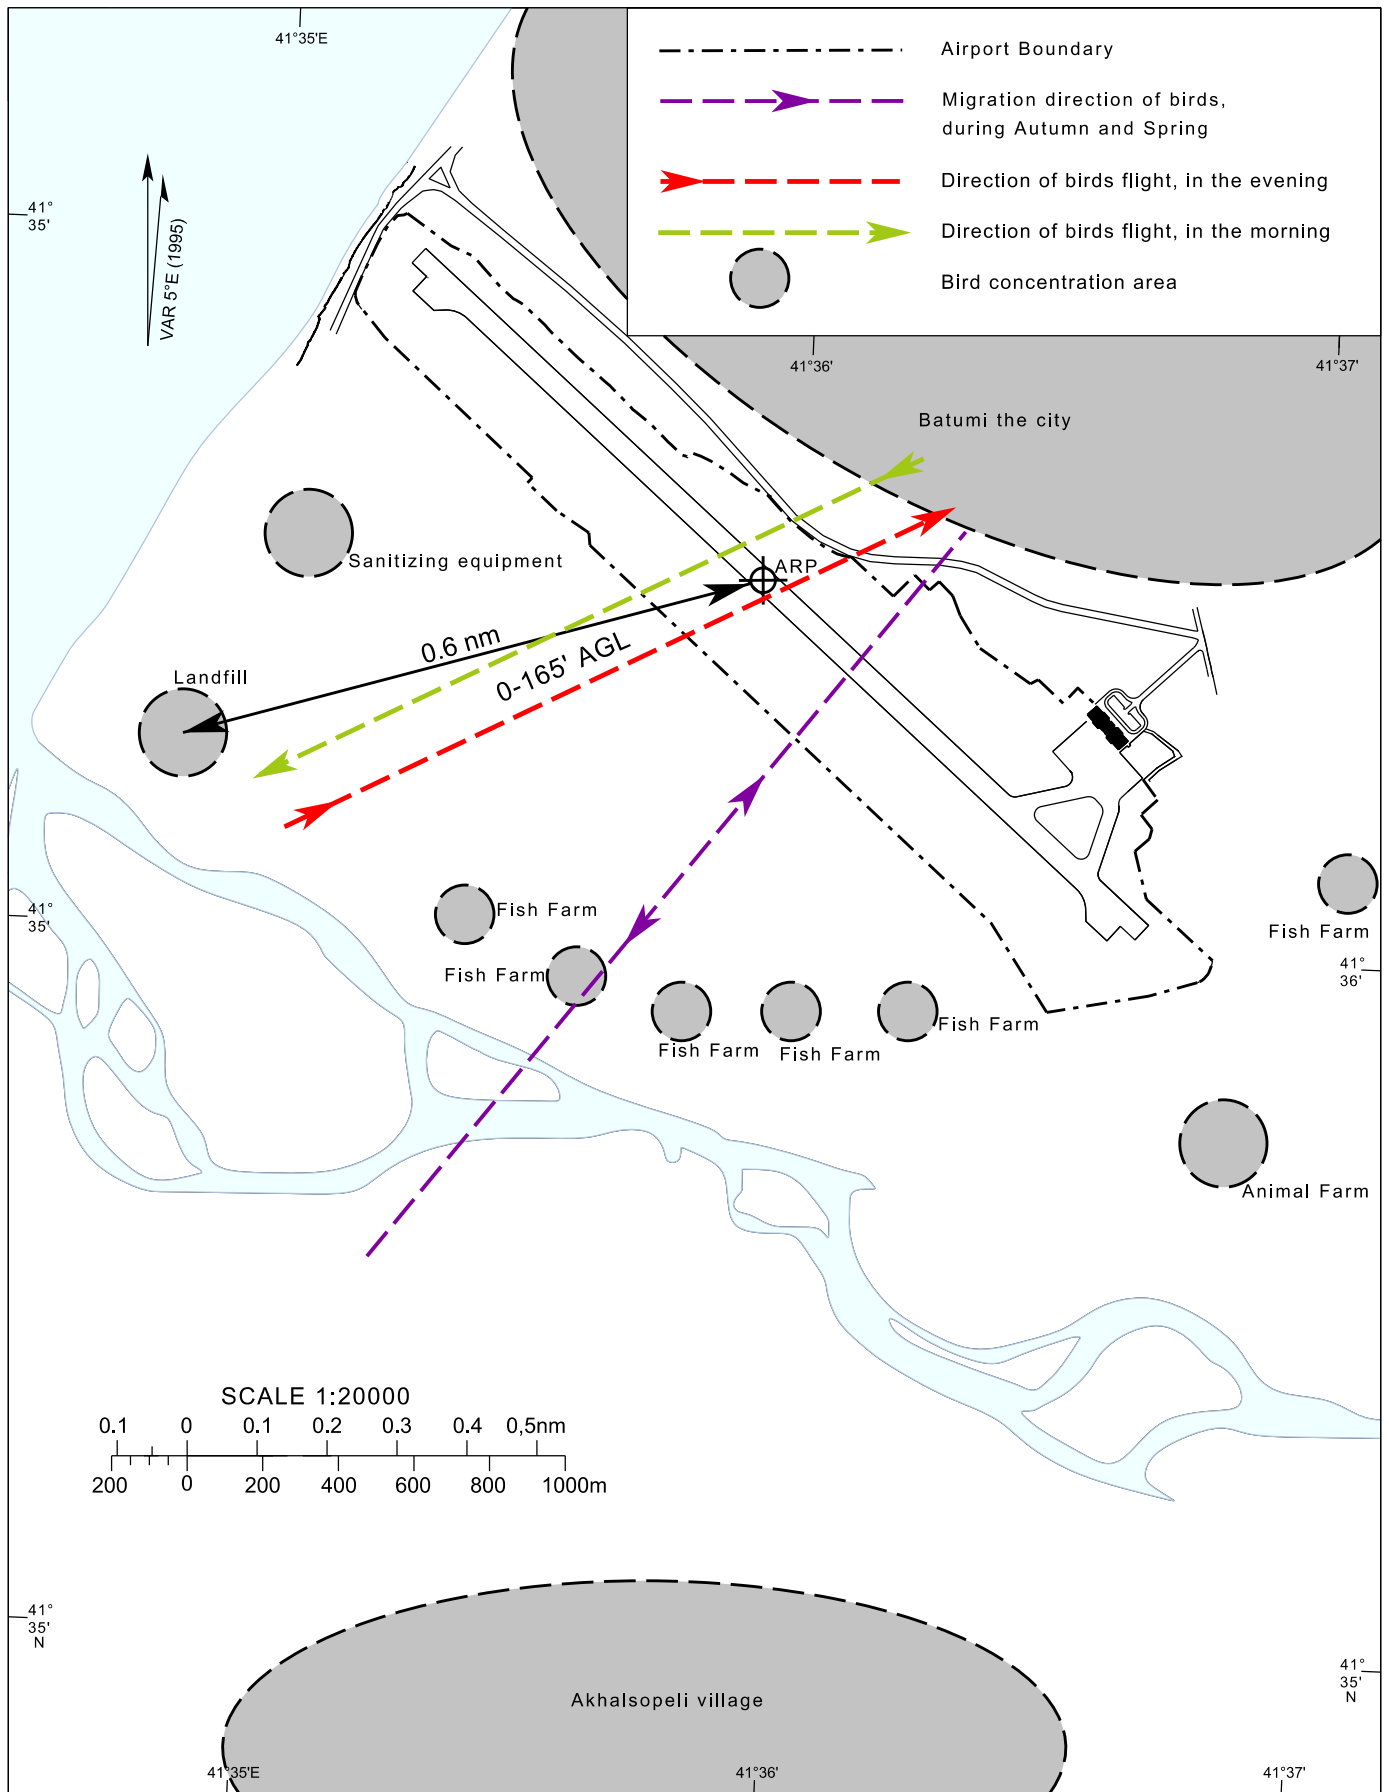 41°35'E
Airport Boundary
Migration direction of birds,
during Autumn and Spring
Direction of birds flight, in the evening
Direction of birds flight, in the morning
Bird concentration area
41°
35'
VAR 5°E (1995)
41°36'
41°37'
Batumi the city
Sanitizing equipment
ARP
0.6 nm
0-165' AGL
Landfill
Fish Farm
41°
35'
Fish Farm
Fish Farm
41°
36'
Fish Farm
Fish Farm
Fish Farm
Animal Farm
SCALE 1:20000
0.1 0 0.1 0.2 0.3 0.4 0,5nm
200 0 200 400 600 800 1000m
41°
35'
N
41°
35'
N
Akhalsopeli village
41°35'E
41°36'
41°37'